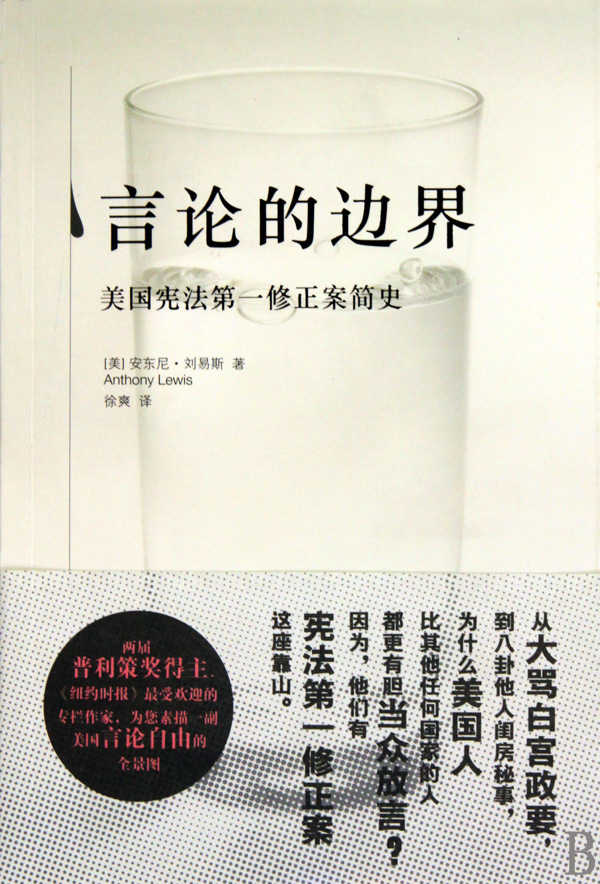 言论的边界
美国宪法第一修正案简史
[美] 安东尼·刘易斯 著
Anthony Lewis
徐爽 译
两届
普利策奖得主、
《纽约时报》最受欢迎的
专栏作家，为您素描一副
美国言论自由的
全景图
从大骂白宫政要，
到八卦他人闺房秘事，
为什么美国人
比其他任何国家的人
都更有胆当众放言？
因为，他们有
宪法第一修正案
这座靠山。
B